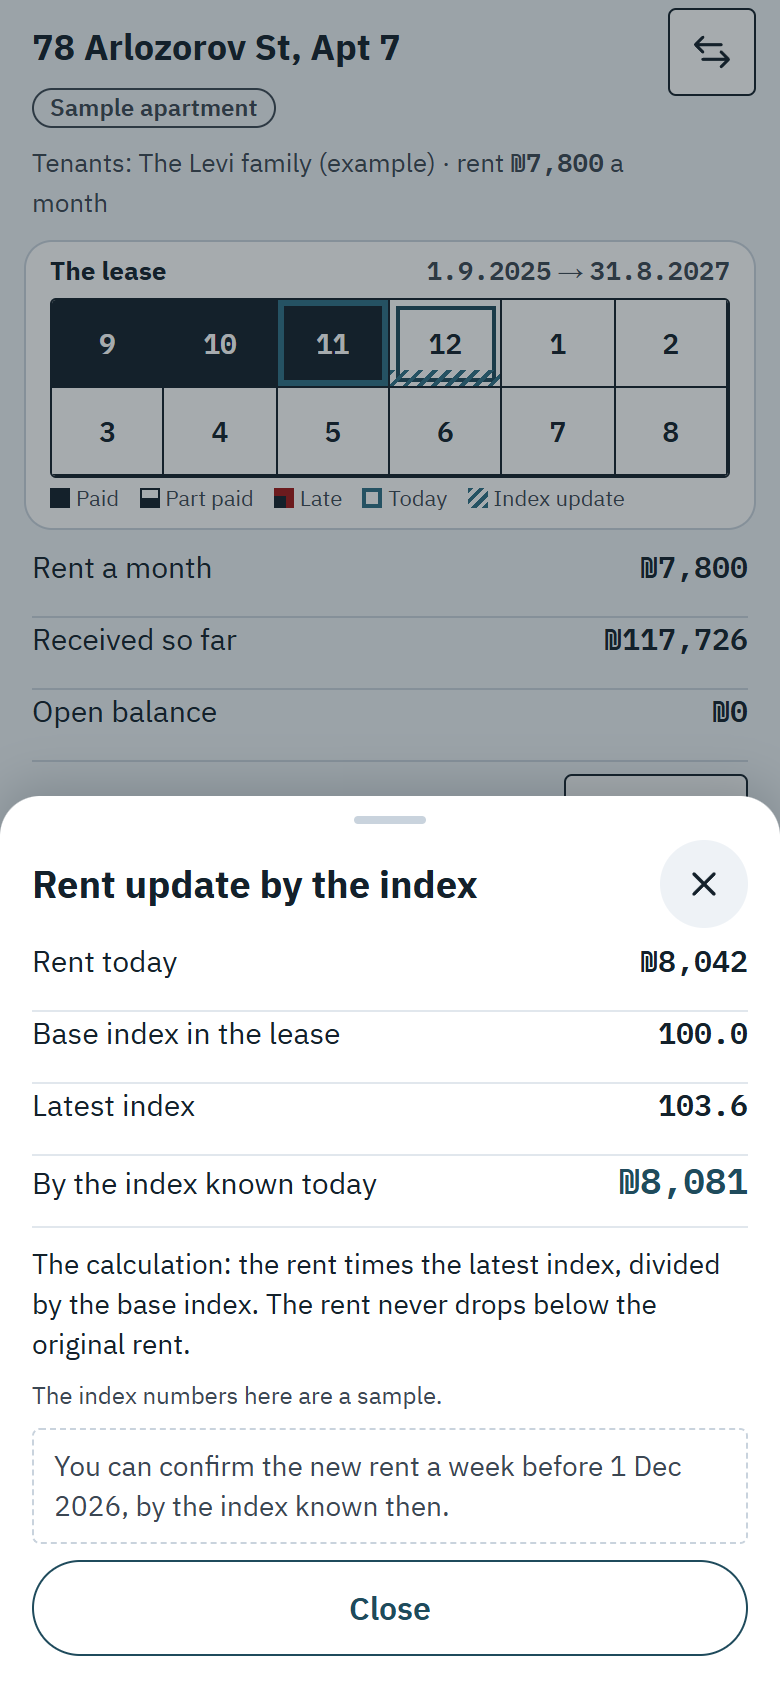 78 Arlozorov St, Apt 7
Sample apartment
Tenants: The Levi family (example) · rent ₪7,800 a
month
The lease 1.9.2025 → 31.8.2027
9 10 11 12 1 2
3 4 5 6 7 8
Paid Part paid Late Today Index update
Rent a month ₪7,800
Received so far ₪117,726
Open balance ₪0
Rent update by the index
Rent today ₪8,042
Base index in the lease 100.0
Latest index 103.6
By the index known today ₪8,081
The calculation: the rent times the latest index, divided
by the base index. The rent never drops below the
original rent.
The index numbers here are a sample.
You can confirm the new rent a week before 1 Dec
2026, by the index known then.
Close